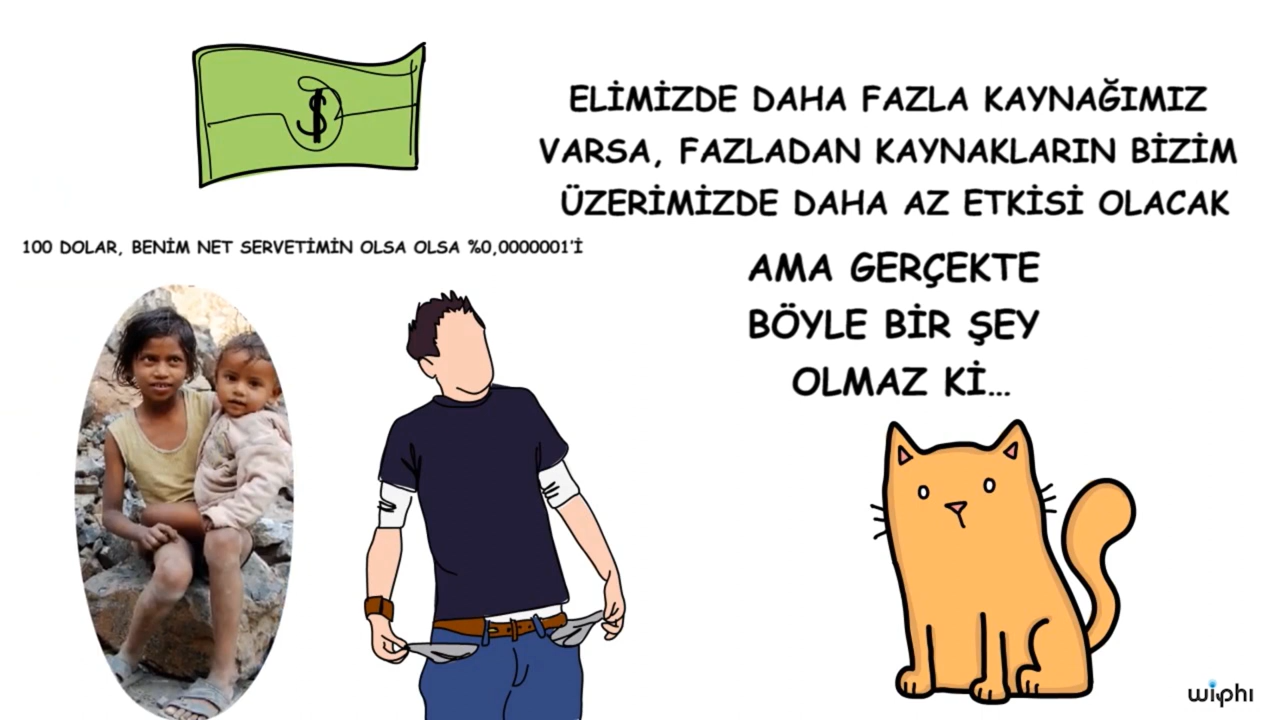 ELİMİZDE DAHA FAZLA KAYNAĞIMIZ
VARSA, FAZLADAN KAYNAKLARIN BİZİM
ÜZERİMİZDE DAHA AZ ETKİSİ OLACAK
100 DOLAR, BENİM NET SERVETİMİN OLSA OLSA %0,0000001'İ
AMA GERÇEKTE
BÖYLE BİR ŞEY
OLMAZ Kİ...
wiphi